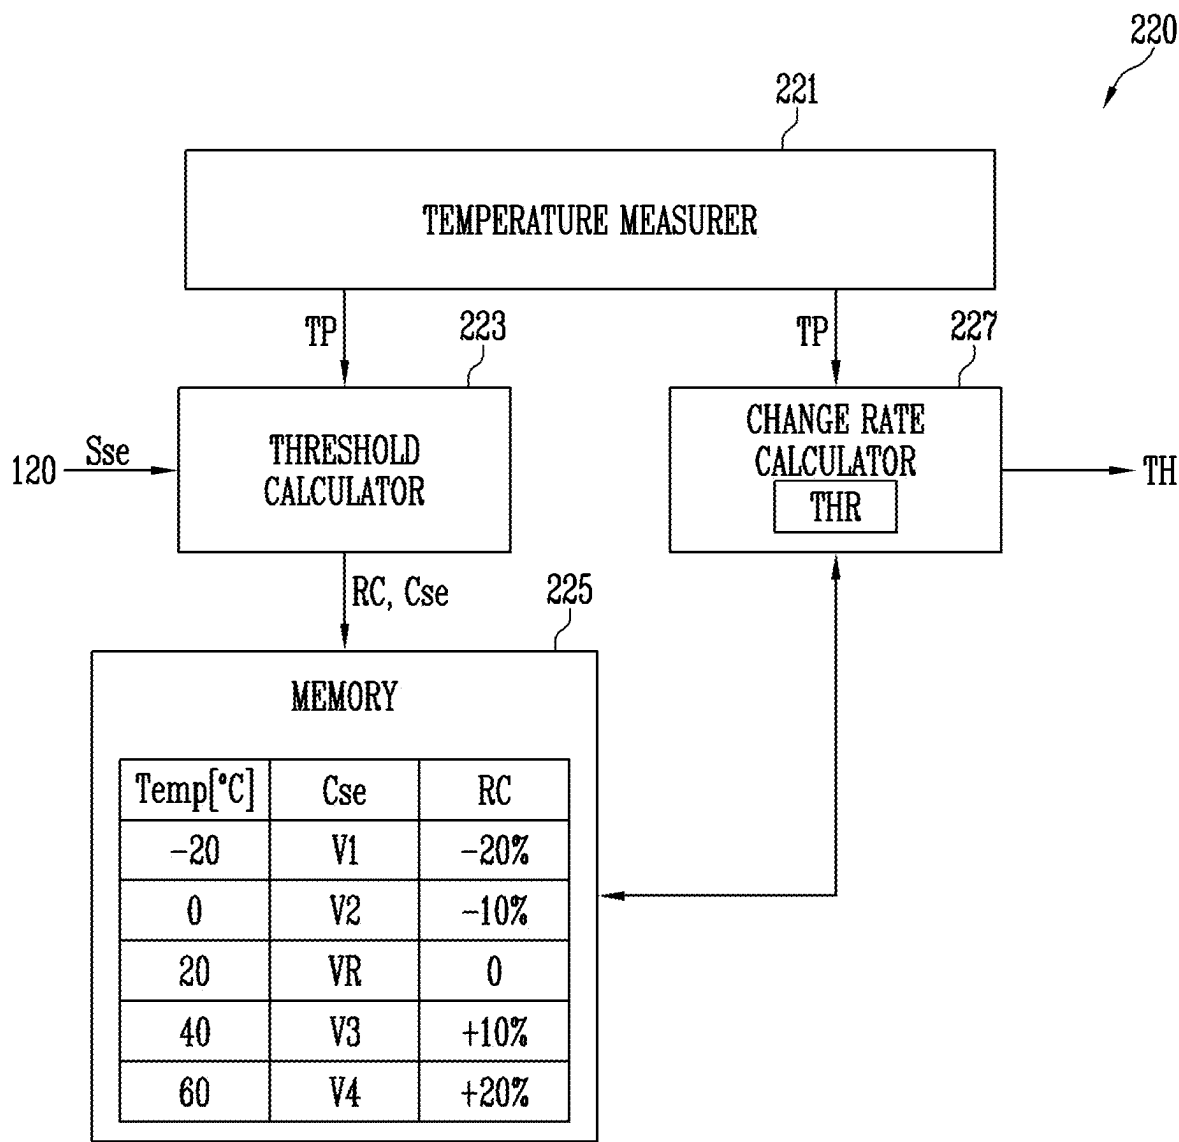 220
221
TEMPERATURE MEASURER
TP
TP
223
227
120
Sse
THRESHOLD
CALCULATOR
CHANGE RATE
CALCULATOR
THR
TH
RC, Cse
225
MEMORY
Temp[°C] Cse RC
-20 V1 -20%
0 V2 -10%
20 VR 0
40 V3 +10%
60 V4 +20%